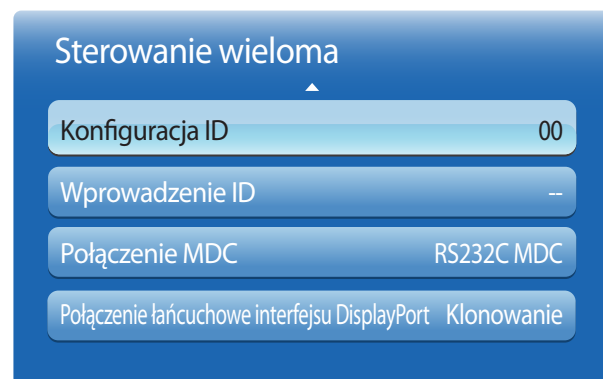 Sterowanie wieloma
Konfiguracja ID 00
Wprowadzenie ID --
Połączenie MDC RS232C MDC
Połączenie łańcuchowe interfejsu DisplayPort Klonowanie